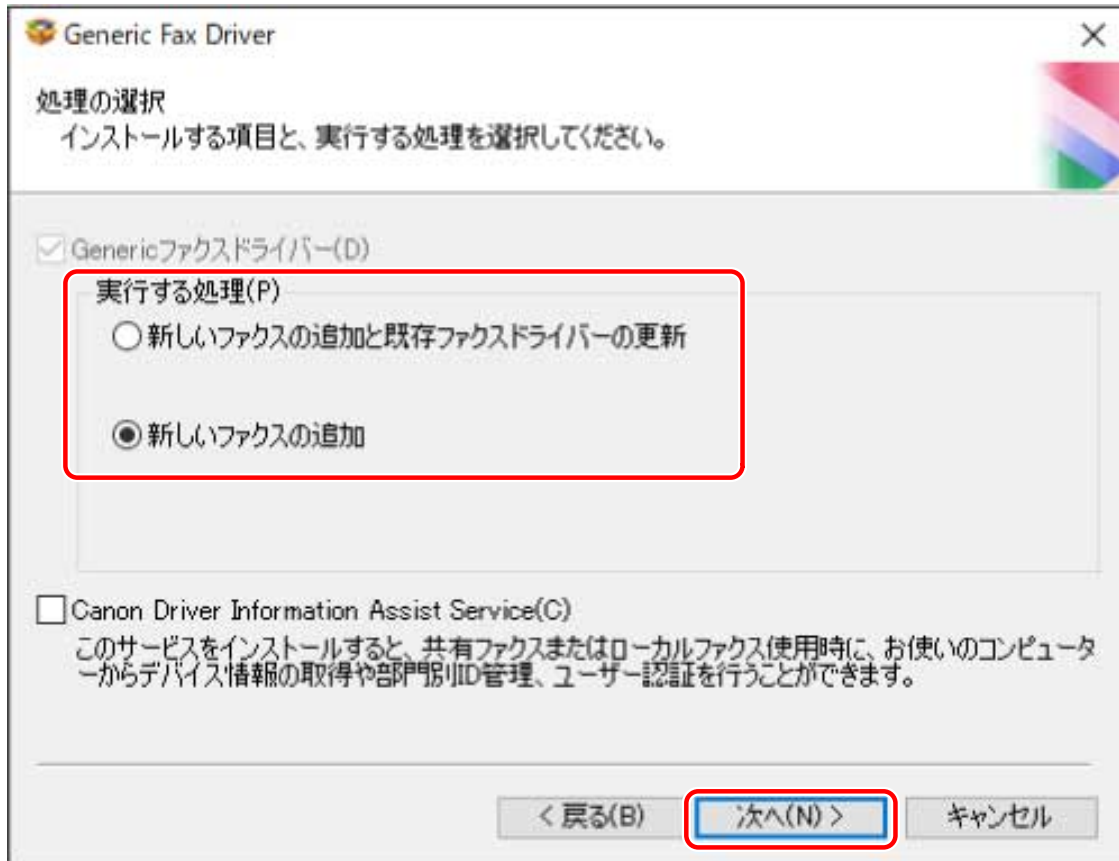 Generic Fax Driver
処理の選択
インストールする項目と、実行する処理を選択してください。
Genericファクスドライバー(D)
実行する処理(P)
新しいファクスの追加と既存ファクスドライバーの更新
新しいファクスの追加
Canon Driver Information Assist Service(C)
このサービスをインストールすると、共有ファクスまたはローカルファクス使用時に、お使いのコンピュータ
ーからデバイス情報の取得や部門別ID管理、ユーザー認証を行うことができます。
< 戻る(B) 次へ(N) > キャンセル